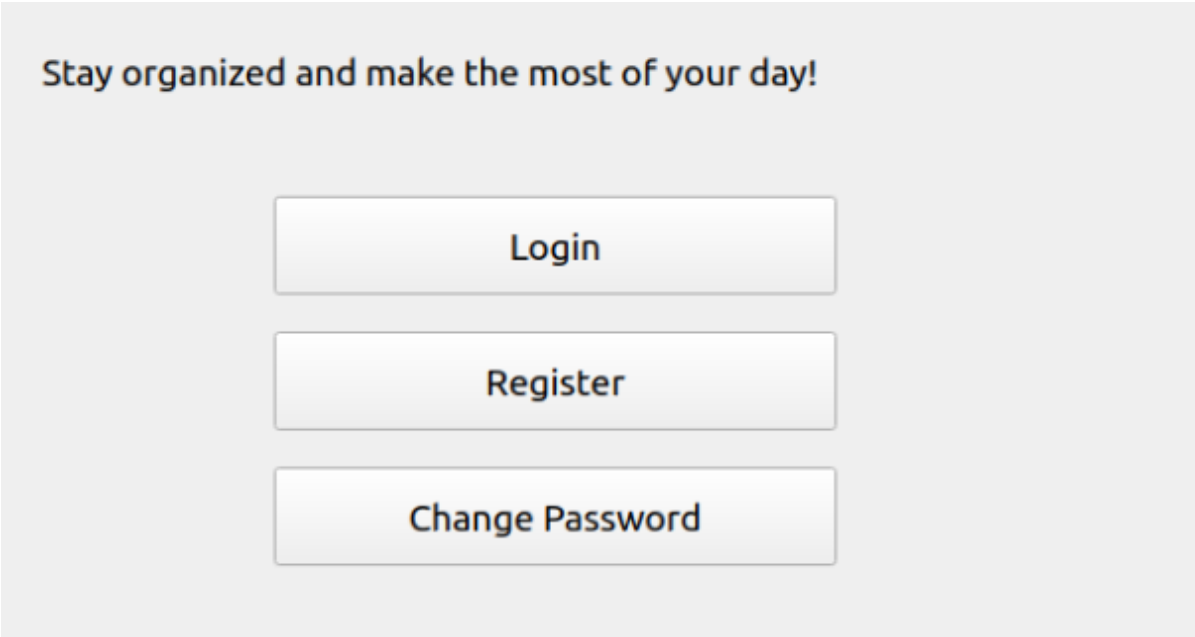 Stay organized and make the most of your day!
Login
Register
Change Password